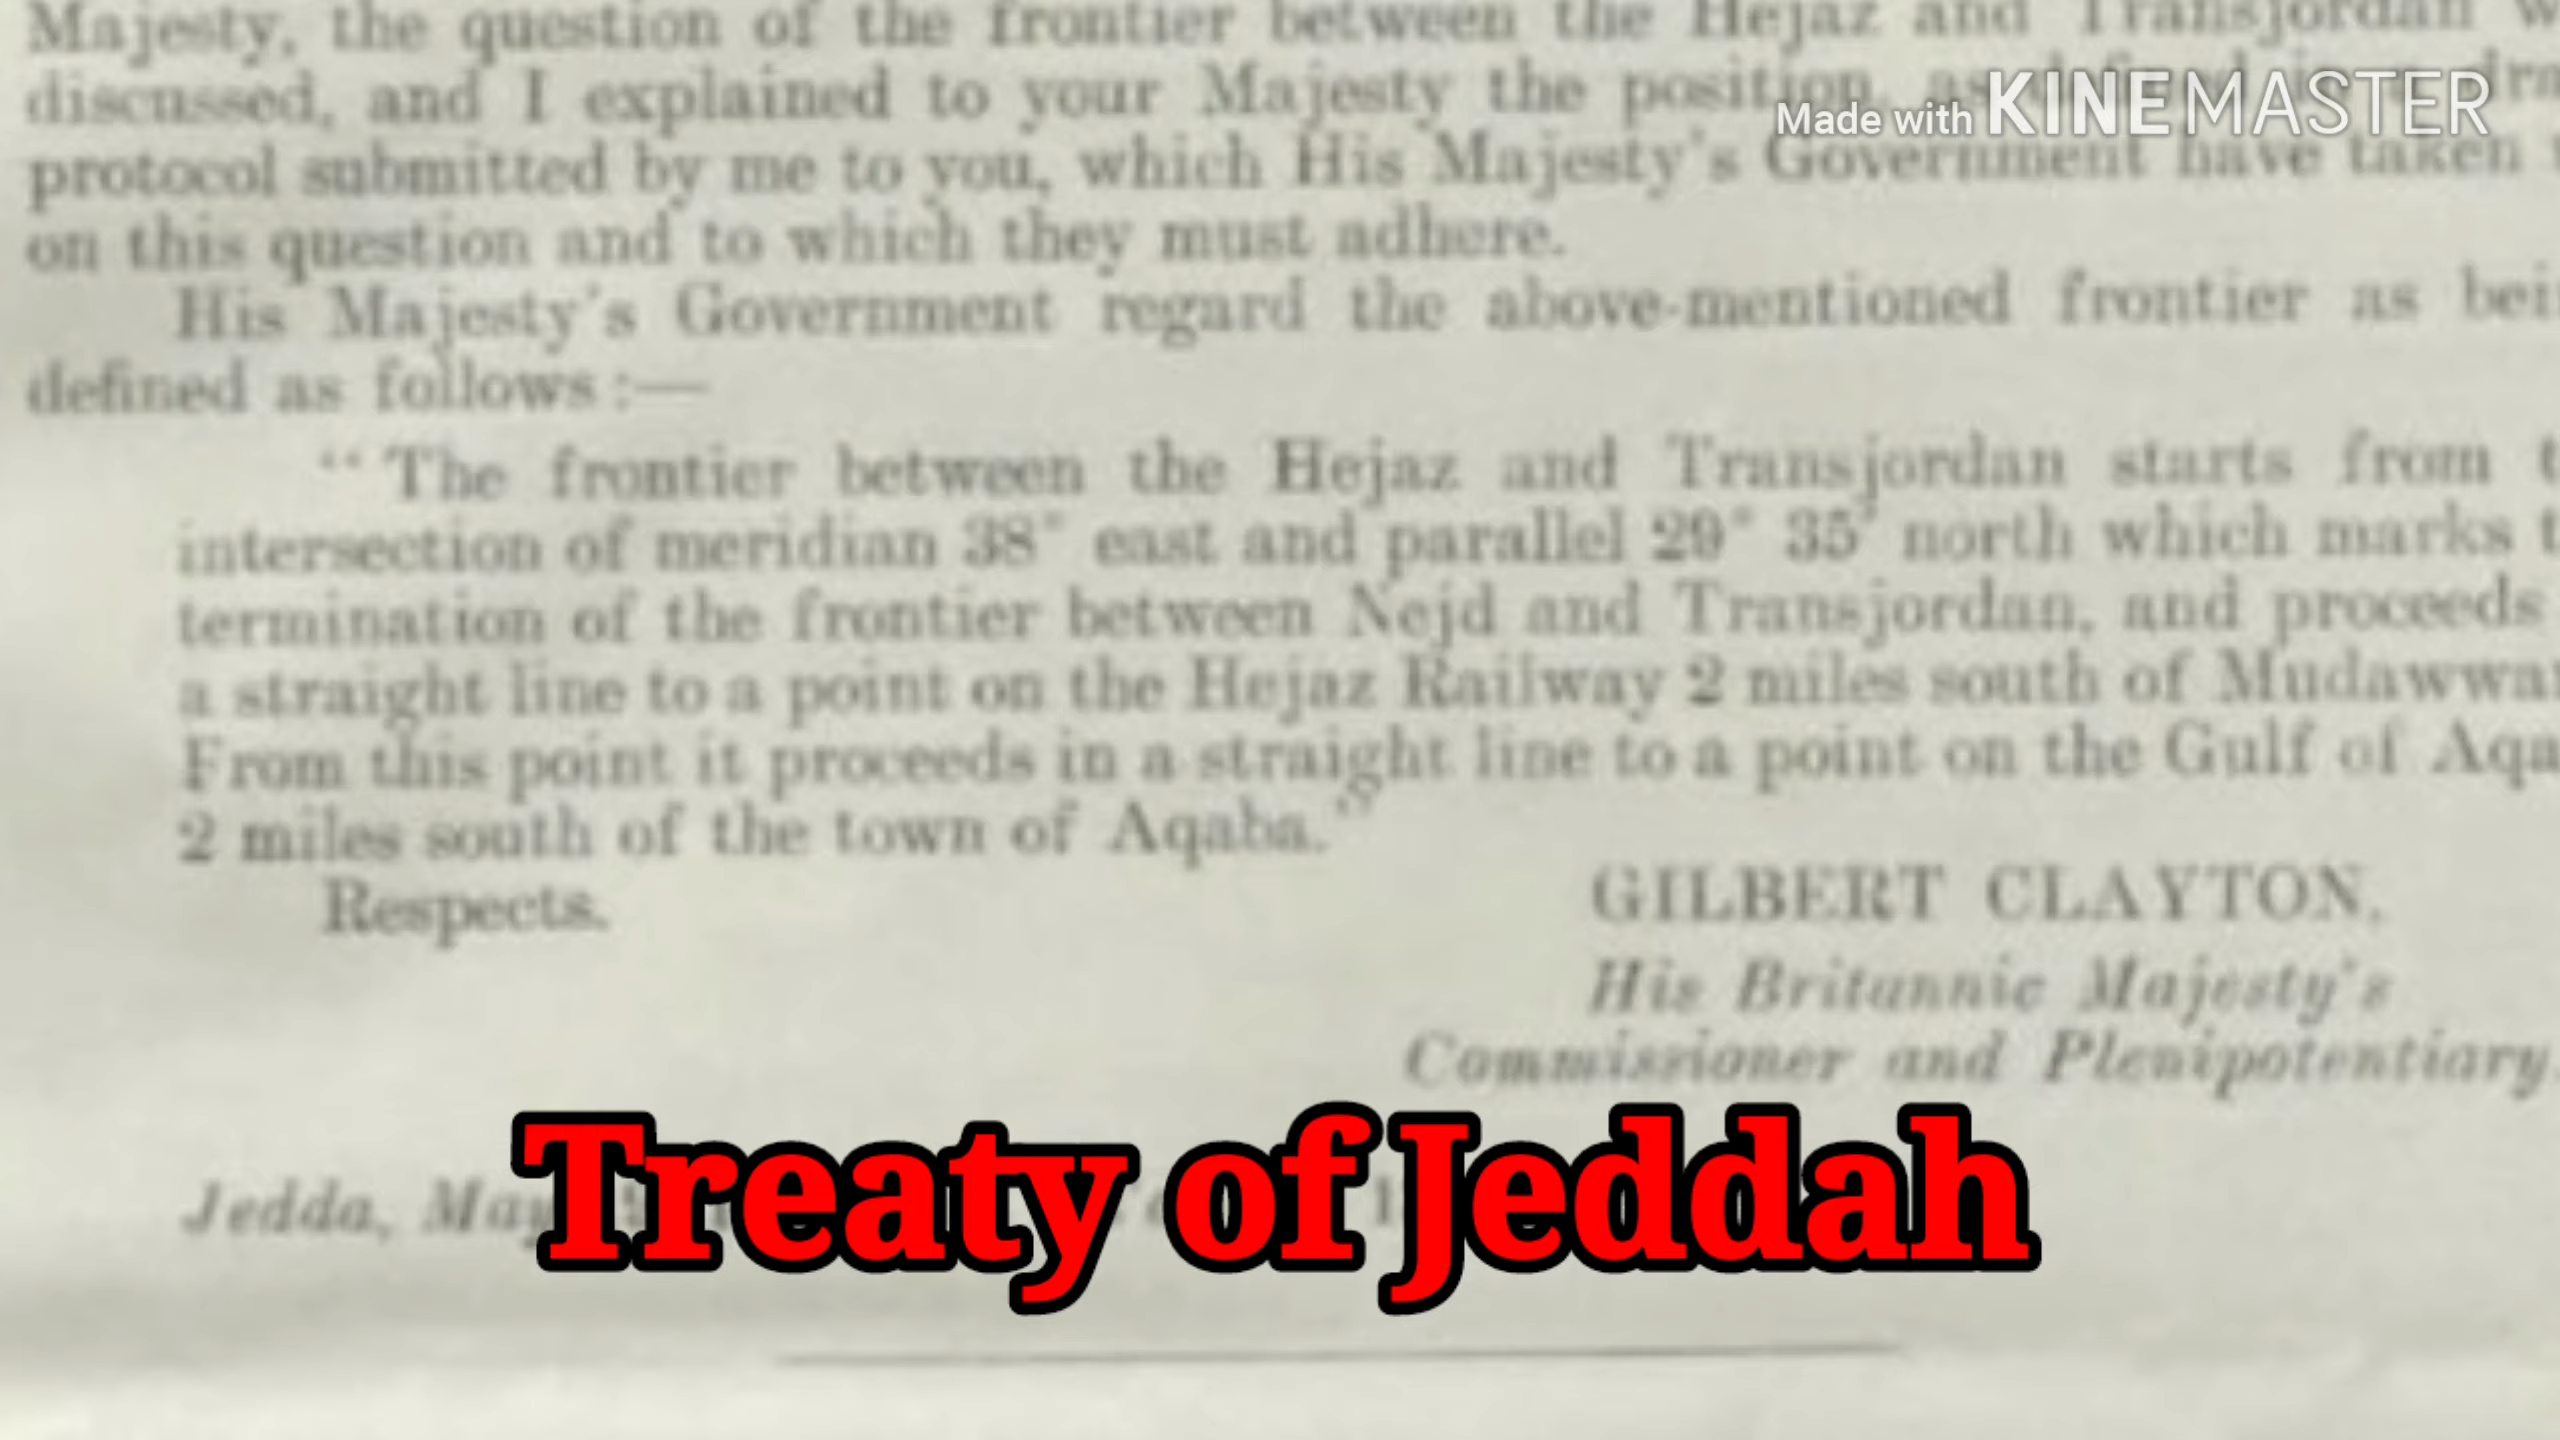 Majesty, the question of the frontier between the Hejaz and Transjordan
discussed, and I explained to your Majesty the position, as
Made with KINEMASTER
protocol submitted by me to you, which His Majesty's Government have taken
on this question and to which they must adhere.
His Majesty's Government regard the above-mentioned frontier as
defined as follows:—
“The frontier between the Hejaz and Transjordan starts from
intersection of meridian 38° east and parallel 29° 35' north which marks
termination of the frontier between Nejd and Transjordan, and proceeds
a straight line to a point on the Hejaz Railway 2 miles south of
From this point it proceeds in a straight line to a point on the Gulf of
2 miles south of the town of Aqaba.”
Respects.
GILBERT CLAYTON,
His Britannic Majesty's
Commissioner and Plenipotentiary.
Jedda, May
Treaty of Jeddah